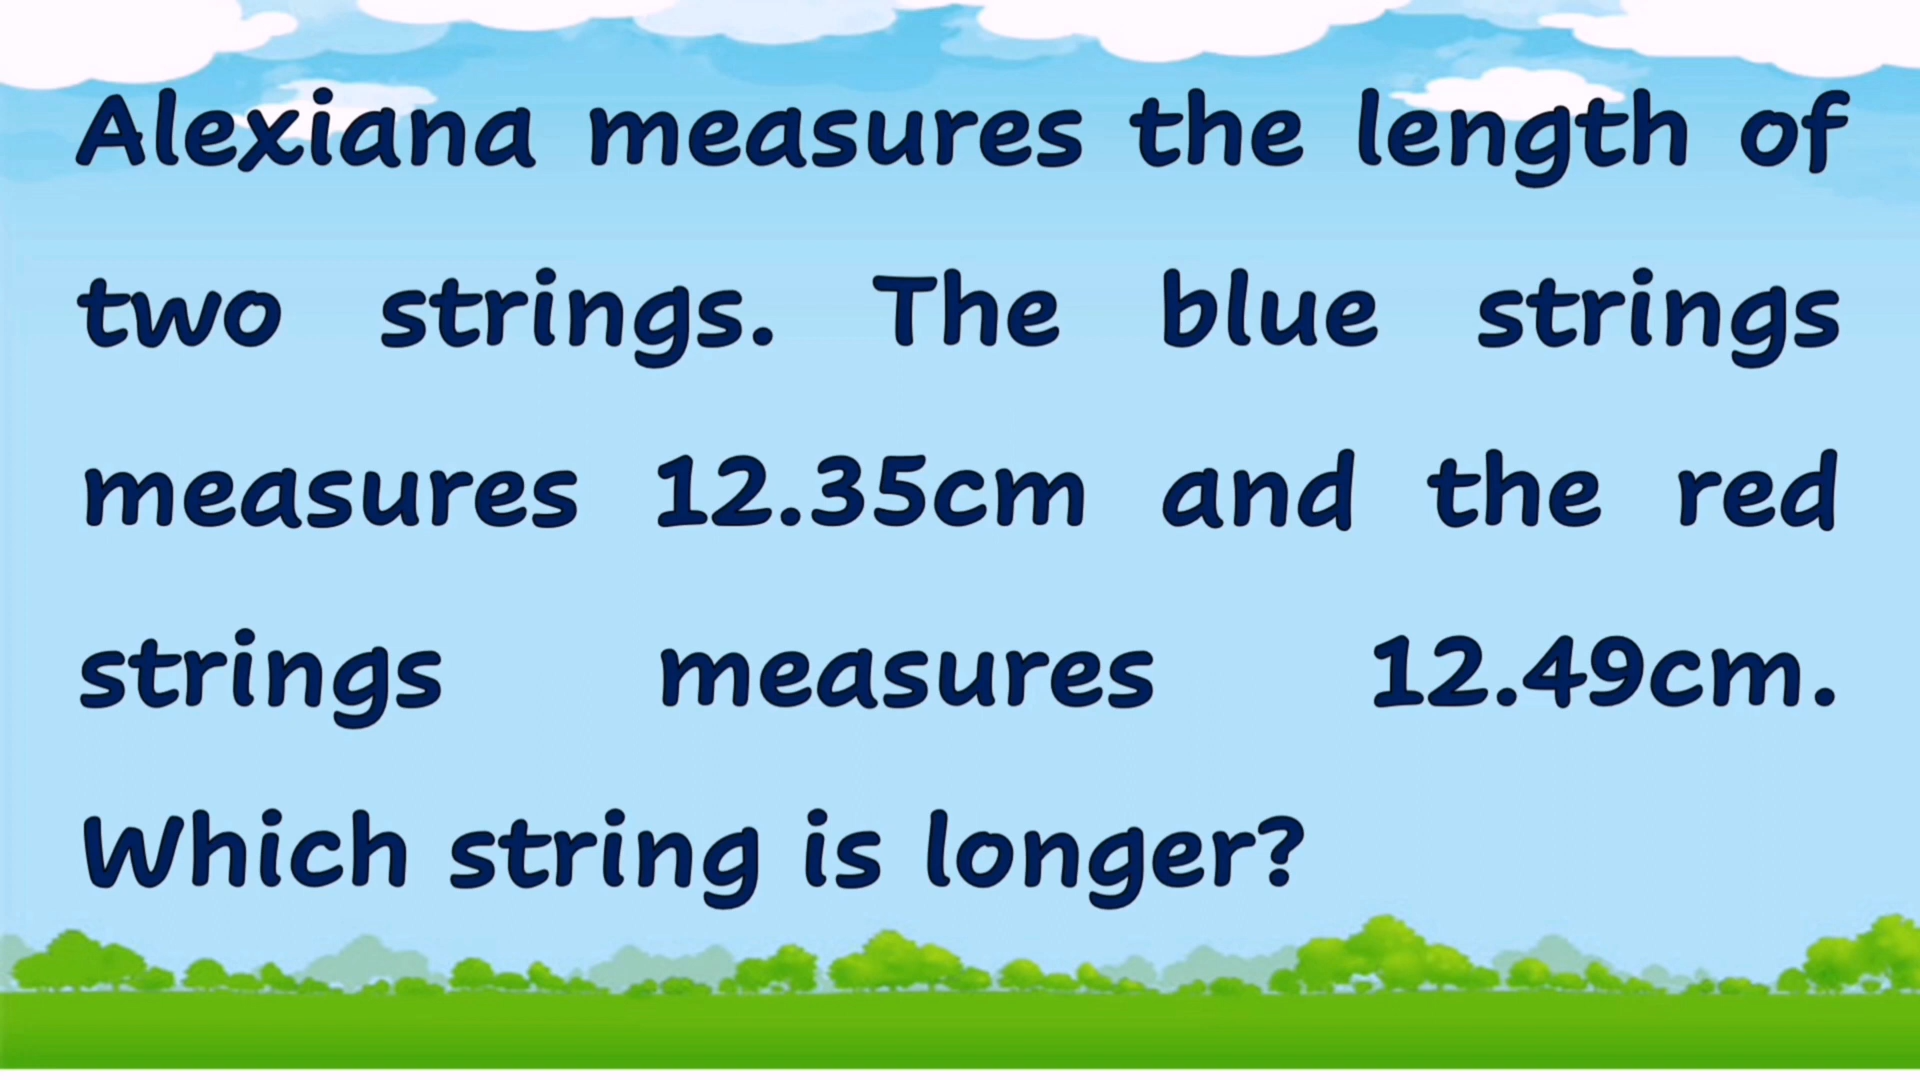 Alexiana measures the length of
two strings. The blue strings
measures 12.35cm and the red
strings measures 12.49cm.
Which string is longer?